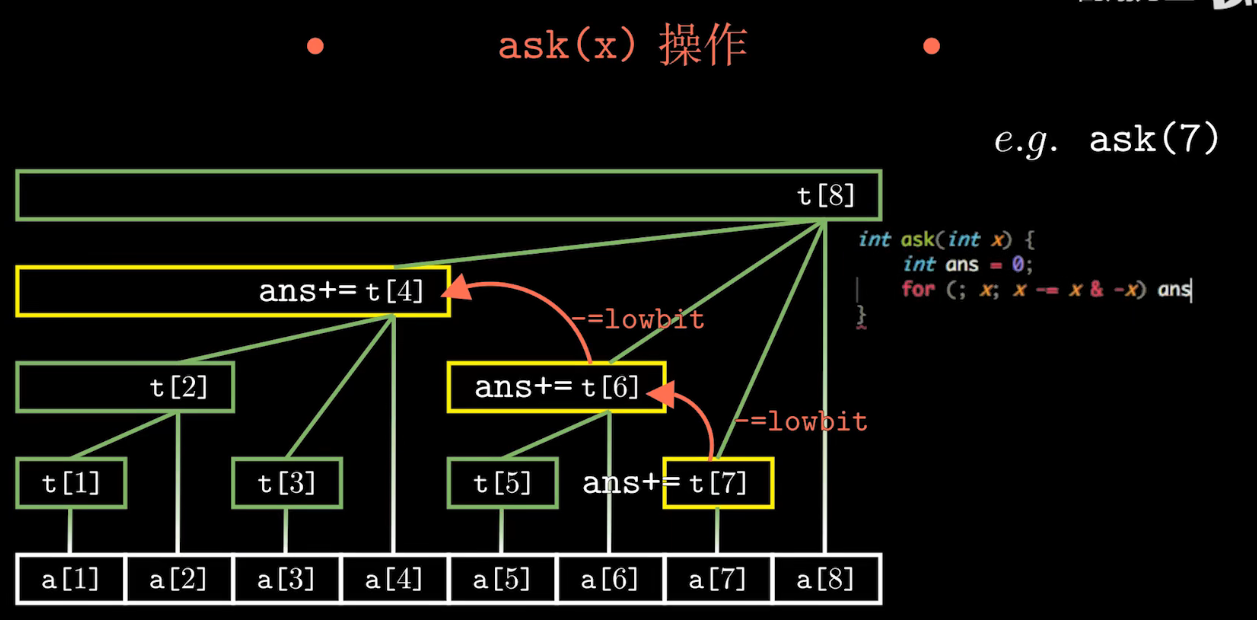 ask(x) 操作
e.g. ask(7)
t[8]
int ask(int x) {
int ans = 0;
for (; x; x -= x & -x) ans
}
ans+= t[4]
-=lowbit
t[2]
ans+= t[6]
-=lowbit
t[1] t[3] t[5] ans+= t[7]
a[1] a[2] a[3] a[4] a[5] a[6] a[7] a[8]